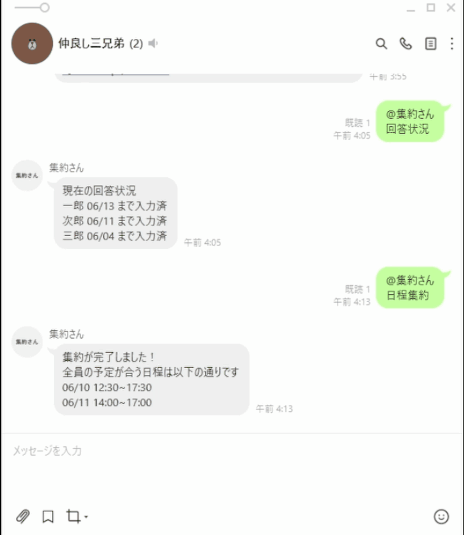 仲良し三兄弟 (2)
午前 3:55
@集約さん
回答状況
既読 1
午前 4:05
集約さん
集約さん
現在の回答状況
一郎 06/13 まで入力済
次郎 06/11 まで入力済
三郎 06/04 まで入力済
午前 4:05
@集約さん
日程集約
既読 1
午前 4:13
集約さん
集約さん
集約が完了しました！
全員の予定が合う日程は以下の通りです
06/10 12:30~17:30
06/11 14:00~17:00
午前 4:13
メッセージを入力